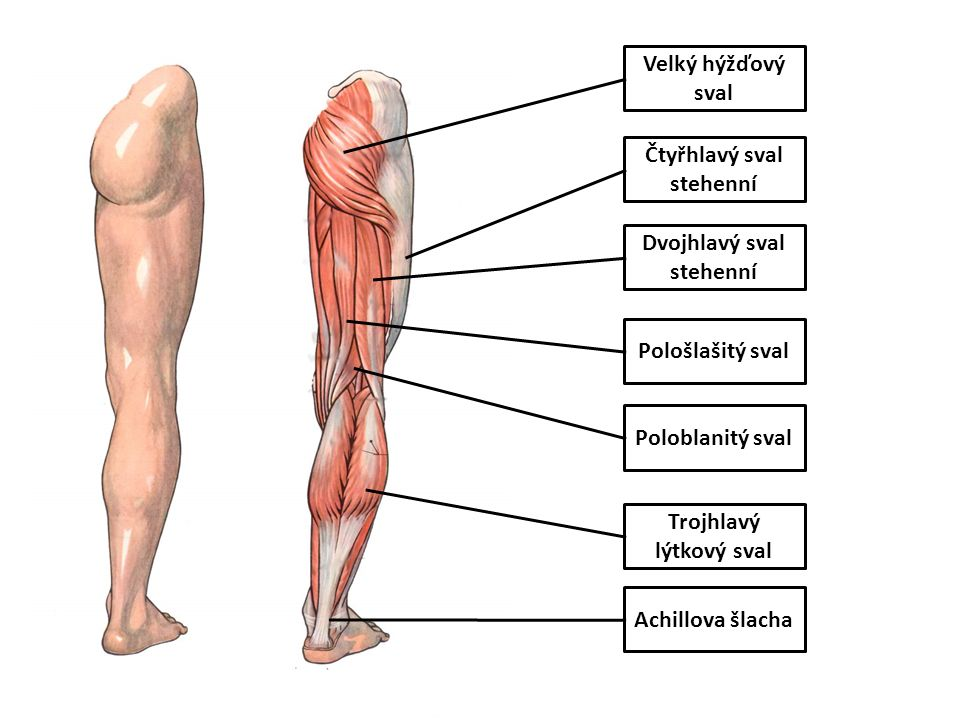 Velký hýžďový
sval
Čtyřhlavý sval
stehenní
Dvojhlavý sval
stehenní
Pološlašitý sval
Poloblanitý sval
Trojhlavý
lýtkový sval
Achillova šlacha